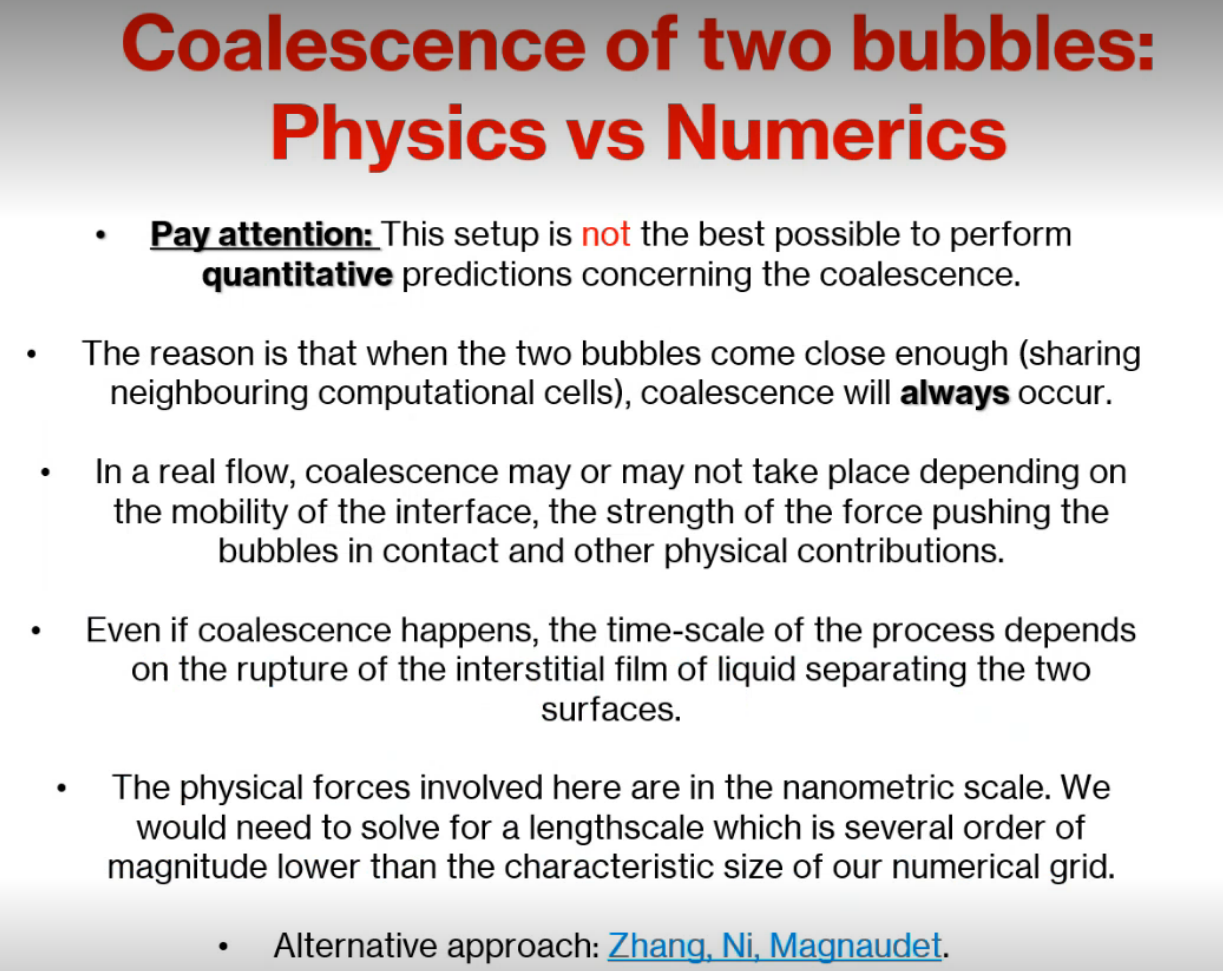 Coalescence of two bubbles:
Physics vs Numerics
• Pay attention: This setup is not the best possible to perform
quantitative predictions concerning the coalescence.
• The reason is that when the two bubbles come close enough (sharing
neighbouring computational cells), coalescence will always occur.
• In a real flow, coalescence may or may not take place depending on
the mobility of the interface, the strength of the force pushing the
bubbles in contact and other physical contributions.
• Even if coalescence happens, the time-scale of the process depends
on the rupture of the interstitial film of liquid separating the two
surfaces.
• The physical forces involved here are in the nanometric scale. We
would need to solve for a lengthscale which is several order of
magnitude lower than the characteristic size of our numerical grid.
• Alternative approach: Zhang, Ni, Magnaudet.